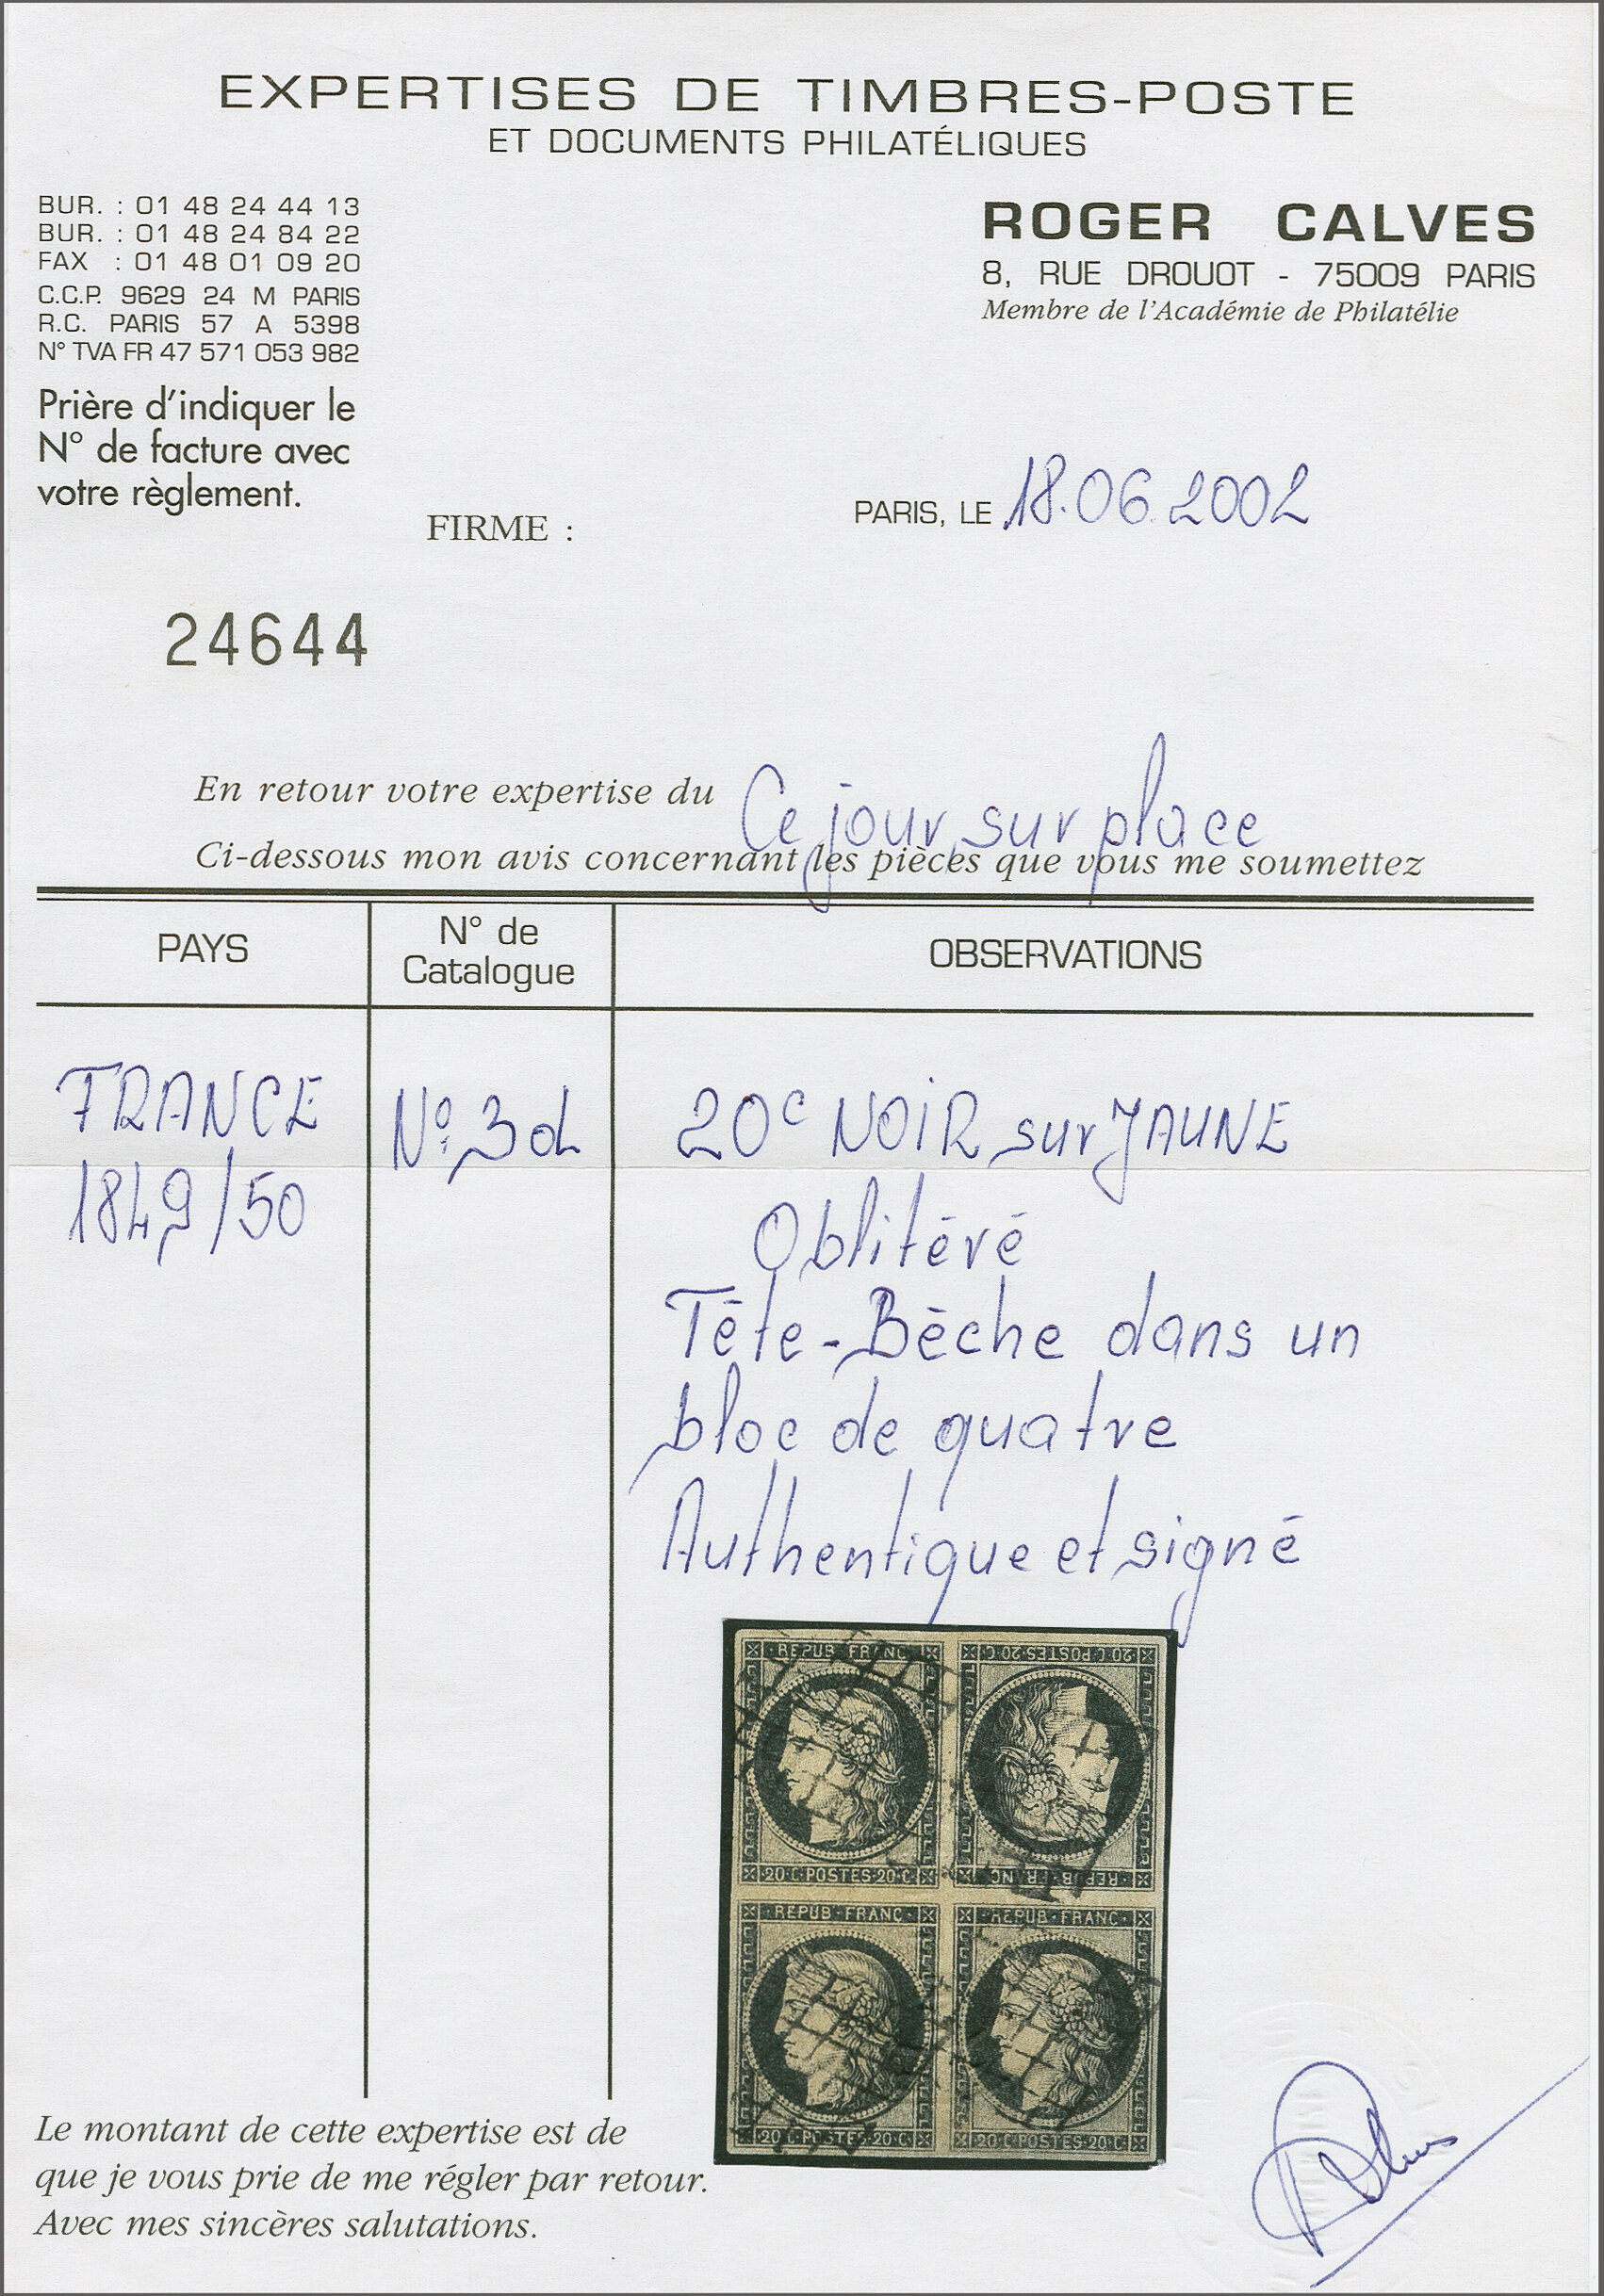 EXPERTISES DE TIMBRES-POSTE
ET DOCUMENTS PHILATÉLIQUES
BUR. : 01 48 24 44 13
BUR. : 01 48 24 84 22
FAX : 01 48 01 09 20
C.C.P. 9629 24 M PARIS
R.C. PARIS 57 A 5398
N° TVA FR 47 571 053 982
Prière d'indiquer le
N° de facture avec
votre règlement.
ROGER CALVES
8, RUE DROUOT - 75009 PARIS
Membre de l'Académie de Philatélie
FIRME :
PARIS, LE 18.06.2002
24644
En retour votre expertise du Ce jour, sur place
Ci-dessous mon avis concernant les pièces que vous me soumettez
PAYS
N° de
Catalogue
OBSERVATIONS
FRANCE
1849/50
N° 3d
20c NOIR sur JAUNE
Oblitéré
Tête-Bèche dans un
bloc de quatre
Authentique et signé
REPUB FRANC
20·C·POSTES·20·C·
20·C·POSTES·20·C
REPUB·FR NC
REPUB·FRANC·
20·C·POSTES·20·C
REPUB·FRANC·
20·C·POSTES·20·C·
Le montant de cette expertise est de
que je vous prie de me régler par retour.
Avec mes sincères salutations.